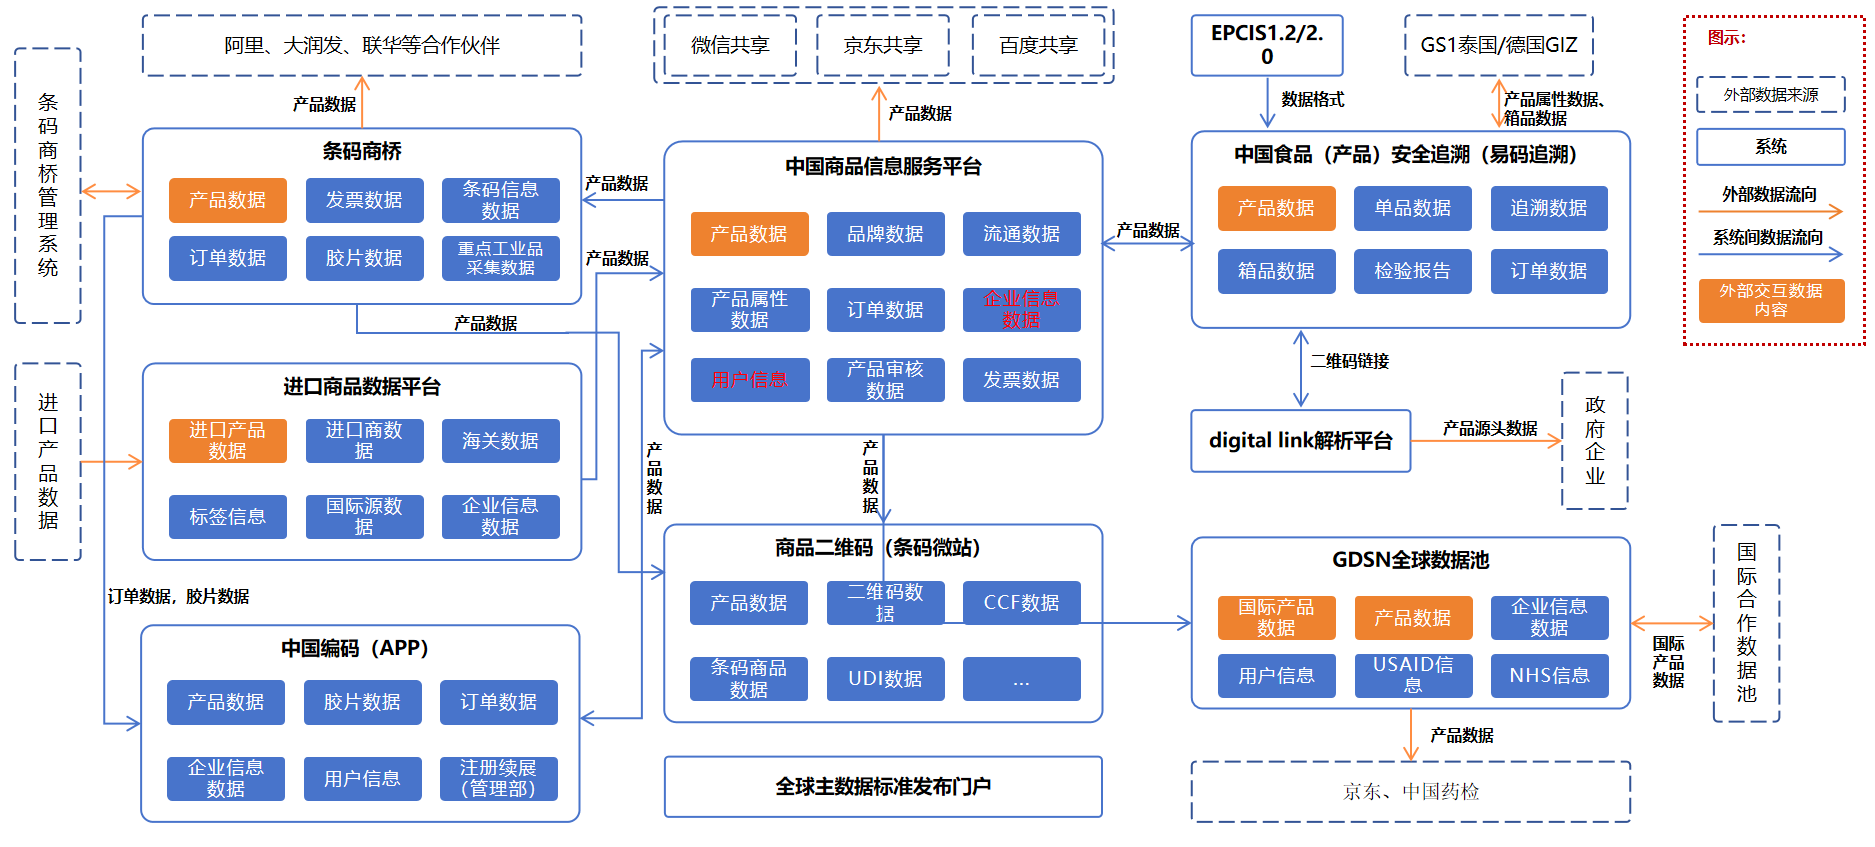 阿里、大润发、联华等合作伙伴
微信共享
京东共享
百度共享
EPCIS1.2/2.
0
GS1泰国/德国GIZ
图示:
外部数据来源
系统
外部数据流向
系统间数据流向
外部交互数据
内容
条码商桥管理系统
产品数据
产品数据
数据格式
产品属性数据、
箱品数据
条码商桥
产品数据
发票数据
条码信息
数据
订单数据
胶片数据
重点工业品
采集数据
产品数据
产品数据
产品数据
中国商品信息服务平台
产品数据
品牌数据
流通数据
产品属性
数据
订单数据
企业信息
数据
用户信息
产品审核
数据
发票数据
产品数据
中国食品（产品）安全追溯（易码追溯）
产品数据
单品数据
追溯数据
箱品数据
检验报告
订单数据
二维码链接
进口产品数据
进口商品数据平台
进口产品
数据
进口商数
据
海关数据
标签信息
国际源数
据
企业信息
数据
产品数据
产品数据
digital link解析平台
产品源头数据
政府企业
订单数据，胶片数据
中国编码（APP）
产品数据
胶片数据
订单数据
企业信息
数据
用户信息
注册续展
（管理部）
商品二维码（条码微站）
产品数据
二维码数
据
CCF数据
条码商品
数据
UDI数据
...
全球主数据标准发布门户
GDSN全球数据池
国际产品
数据
产品数据
企业信息
数据
用户信息
USAID信
息
NHS信息
国际
产品
数据
国际合作数据池
产品数据
京东、中国药检